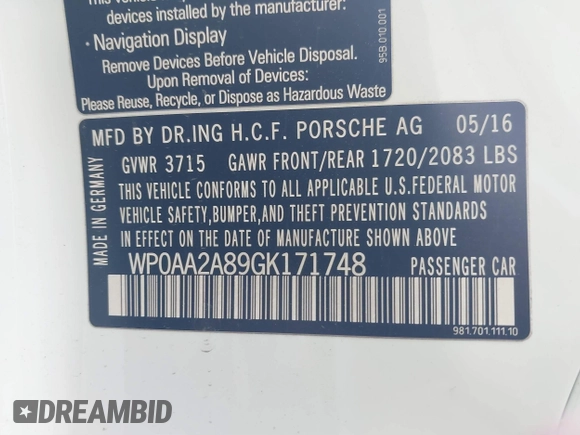 devices installed by the manufacturer:
• Navigation Display
Remove Devices Before Vehicle Disposal.
Upon Removal of Devices:
Please Reuse, Recycle, or Dispose as Hazardous Waste
95B 010 001
MFD BY DR.ING H.C.F. PORSCHE AG 05/16
GVWR 3715 GAWR FRONT/REAR 1720/2083 LBS
THIS VEHICLE CONFORMS TO ALL APPLICABLE U.S.FEDERAL MOTOR
VEHICLE SAFETY,BUMPER,AND THEFT PREVENTION STANDARDS
IN EFFECT ON THE DATE OF MANUFACTURE SHOWN ABOVE
WP0AA2A89GK171748 PASSENGER CAR
MADE IN GERMANY
981.701.111.10
DREAMBID